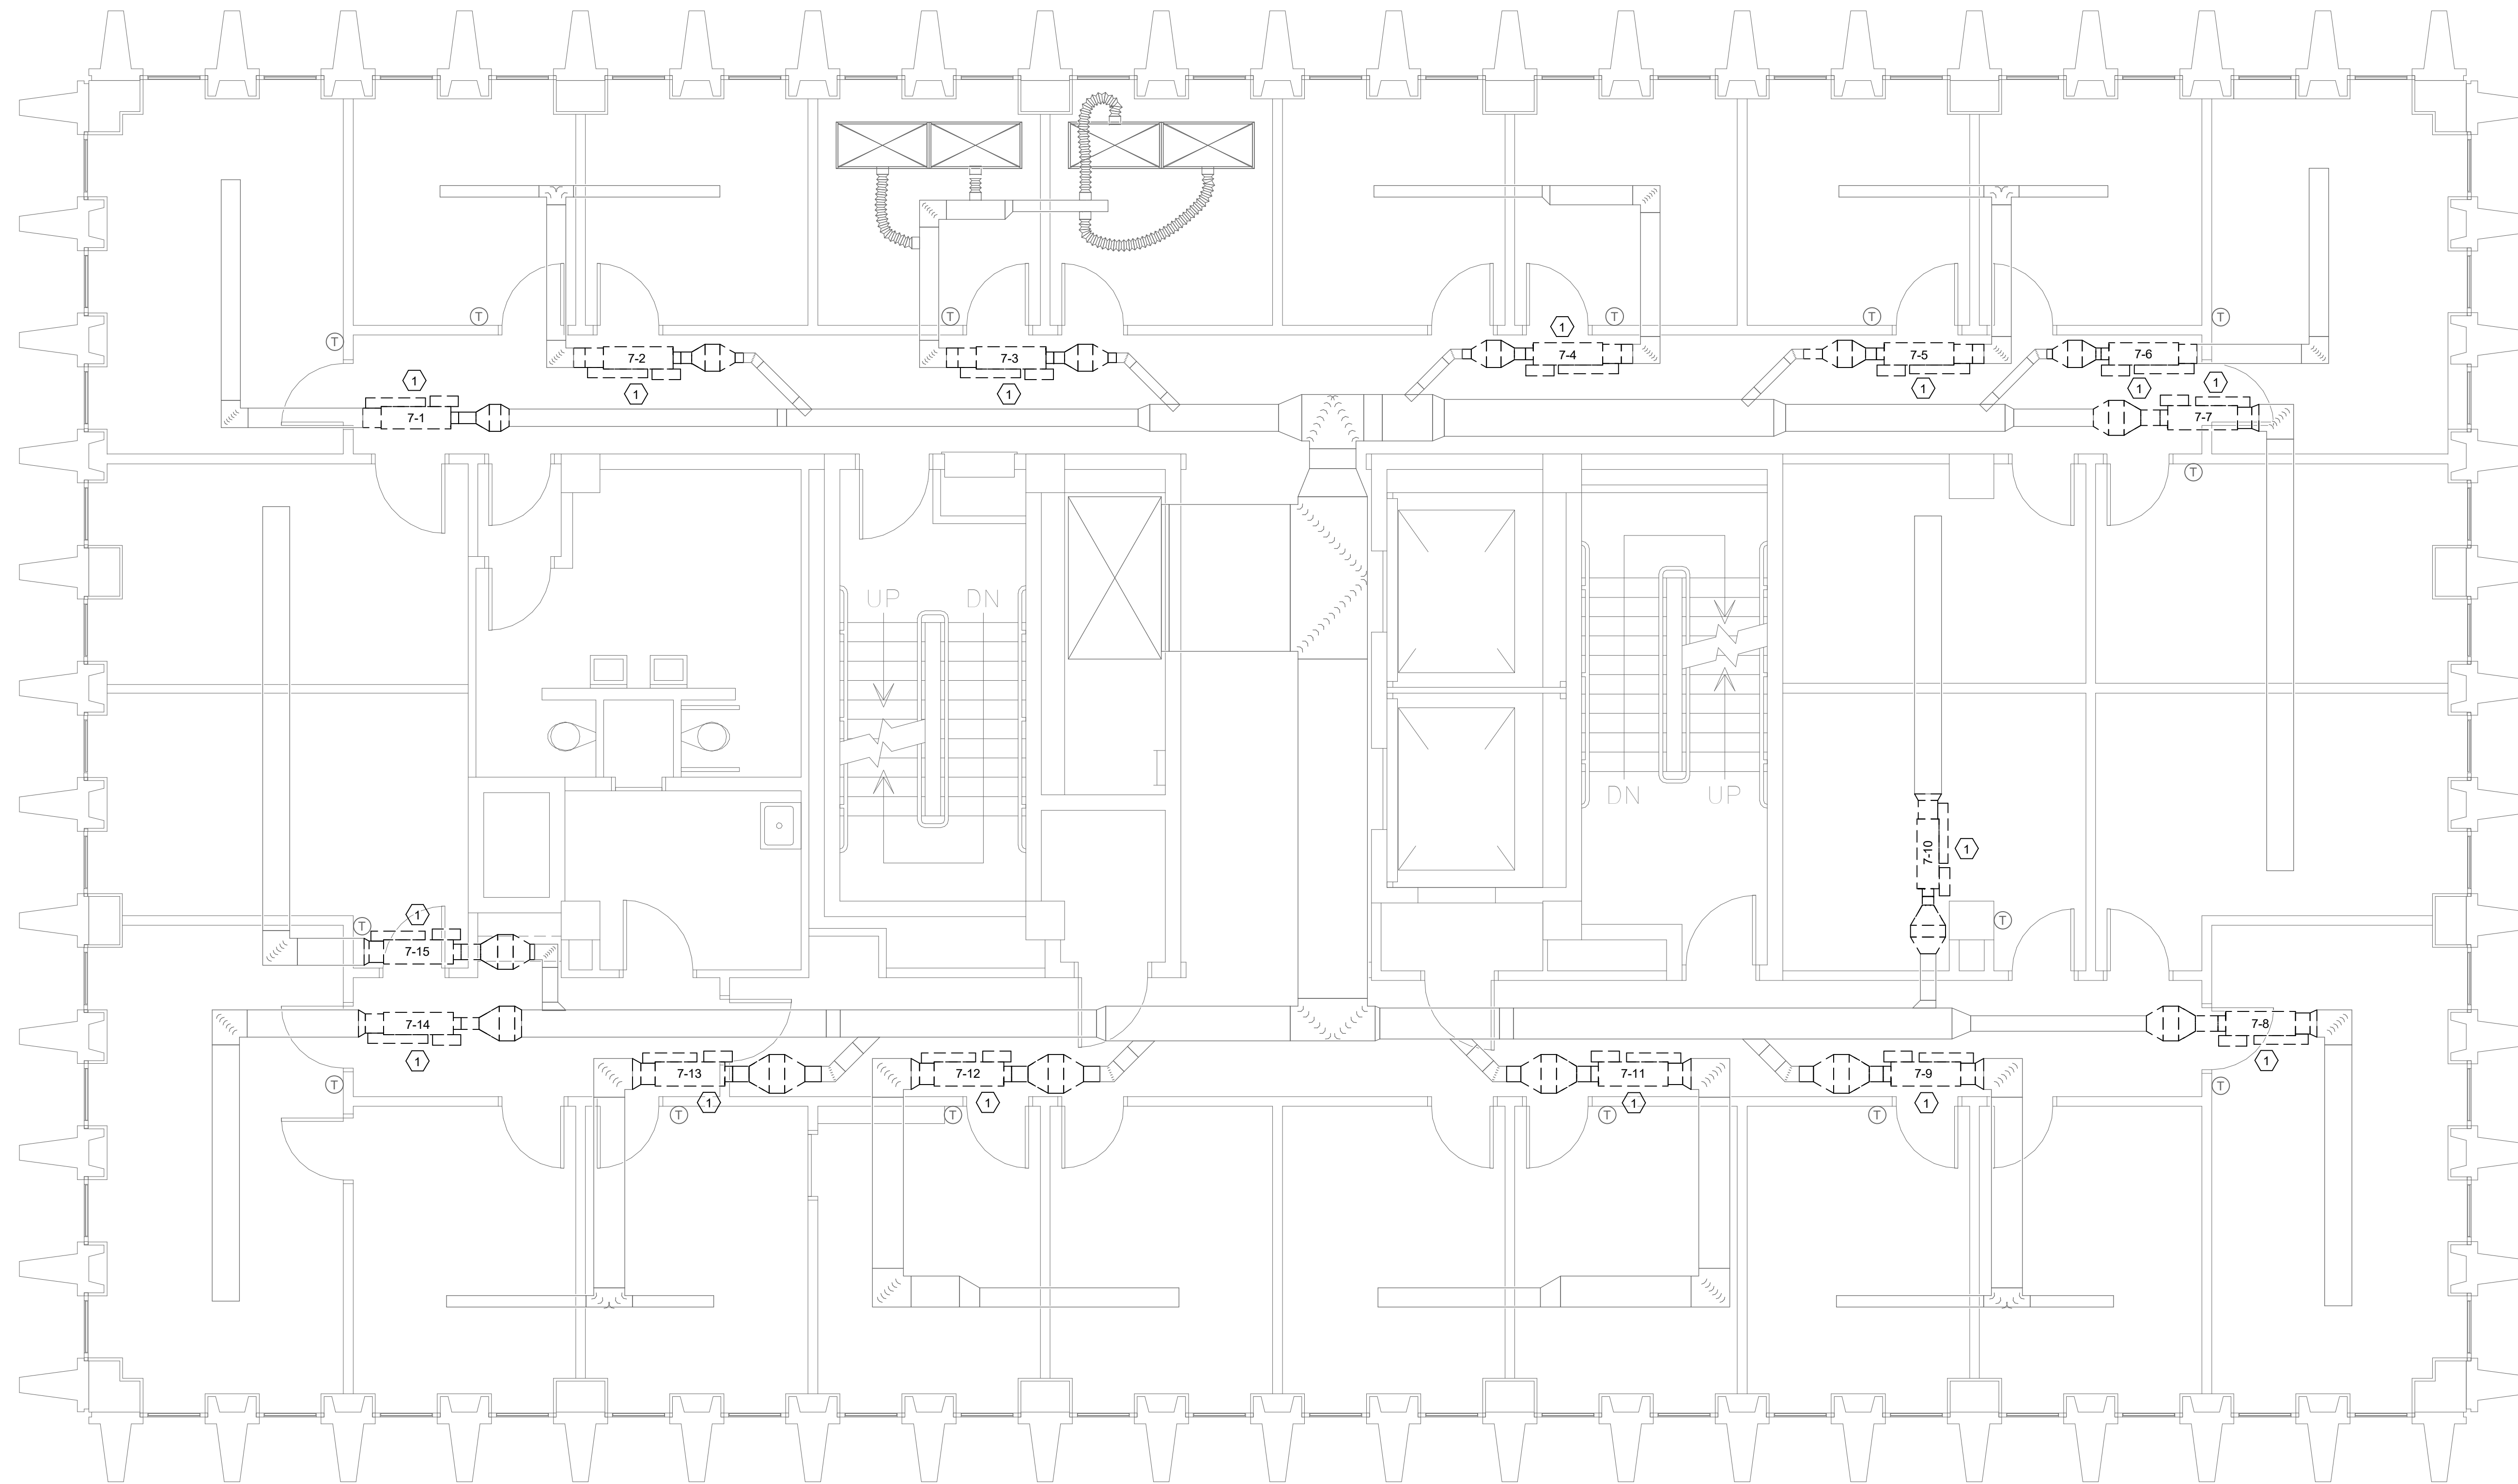 T T T T T T
1
7-2 7-3 7-4 7-5 7-6
1 1 1 1 1 1
7-1 7-7
T
UP DN
DN UP
7-10 1
1 T T
7-15
7-14 7-8
1 1
7-13 7-12 7-11 7-9
T T
1 1 1 1
T T T T